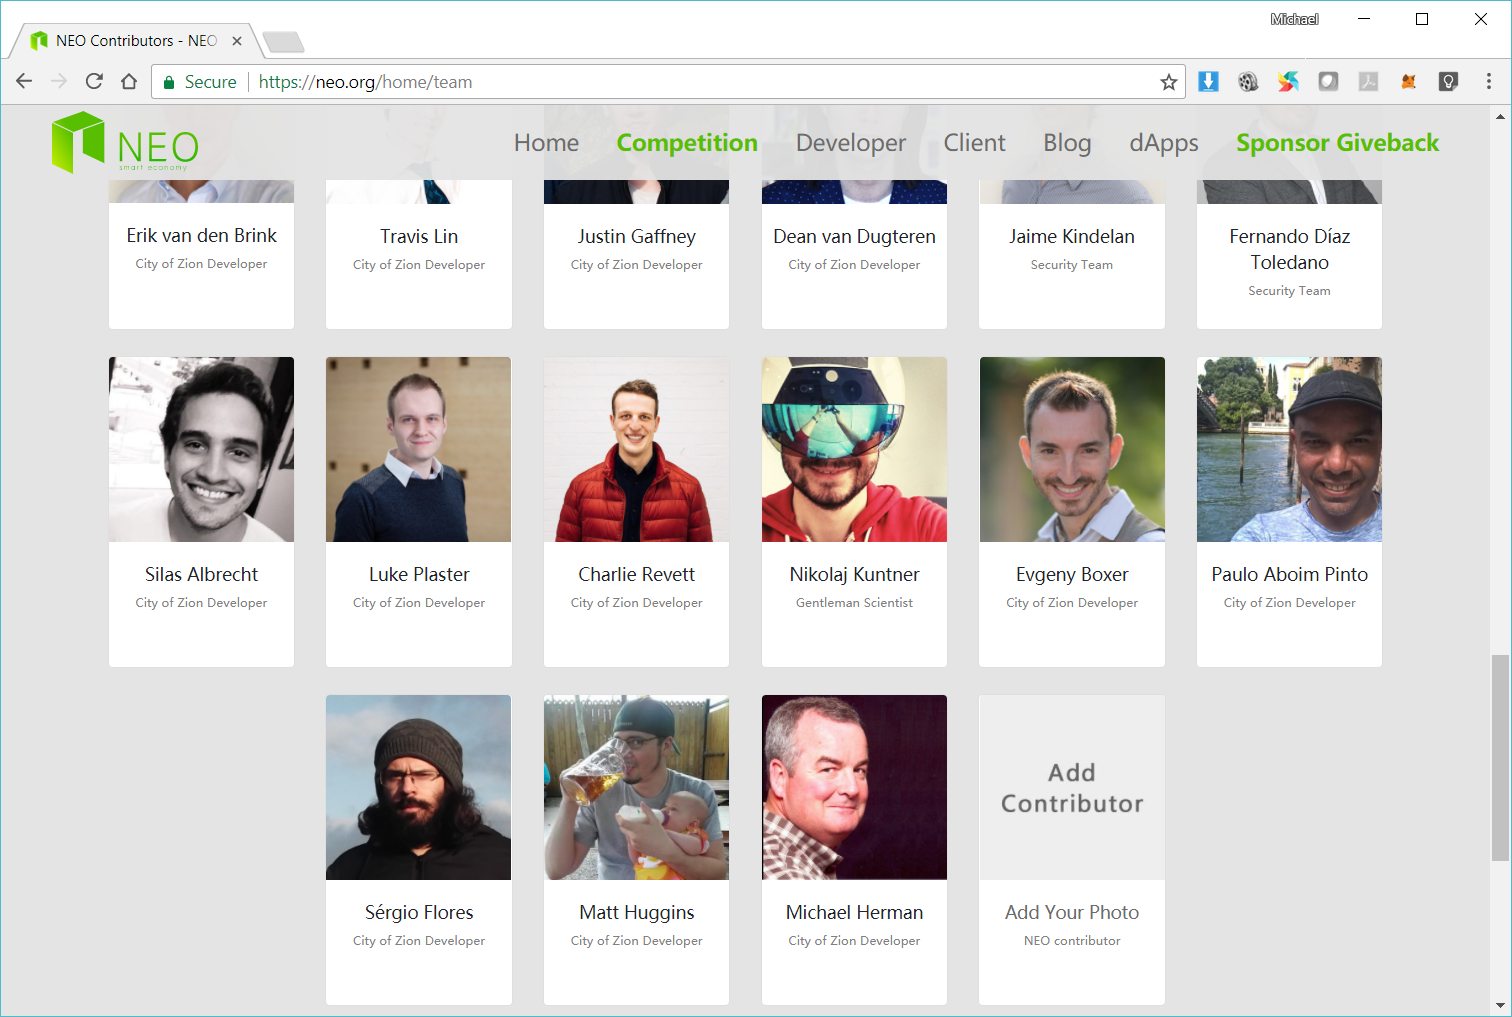 Michael
NEO Contributors - NEO
Secure
https://neo.org/home/team
NEO
smart economy
Home
Competition
Developer
Client
Blog
dApps
Sponsor Giveback
Erik van den Brink
City of Zion Developer
Travis Lin
City of Zion Developer
Justin Gaffney
City of Zion Developer
Dean van Dugteren
City of Zion Developer
Jaime Kindelan
Security Team
Fernando Díaz
Toledano
Security Team
Silas Albrecht
City of Zion Developer
Luke Plaster
City of Zion Developer
Charlie Revett
City of Zion Developer
Nikolaj Kuntner
Gentleman Scientist
Evgeny Boxer
City of Zion Developer
Paulo Aboim Pinto
City of Zion Developer
Sérgio Flores
City of Zion Developer
Matt Huggins
City of Zion Developer
Michael Herman
City of Zion Developer
Add
Contributor
Add Your Photo
NEO contributor